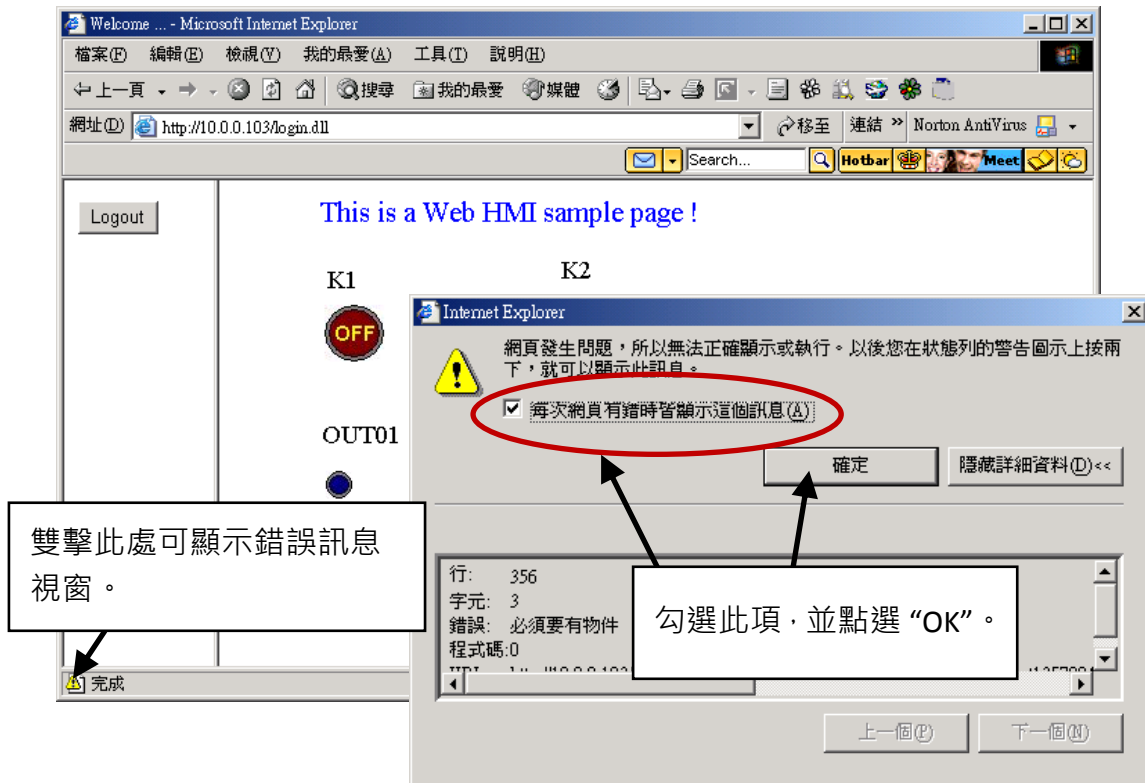 Welcome ... - Microsoft Internet Explorer
檔案(F) 編輯(E) 檢視(V) 我的最愛(A) 工具(T) 說明(H)
上一頁 搜尋 我的最愛 媒體
網址(D) http://10.0.0.103/login.dll 移至 連結 » Norton AntiVirus
Search... Hotbar Meet
Logout
This is a Web HMI sample page !
K1 K2
OFF
OUT01
Internet Explorer
網頁發生問題，所以無法正確顯示或執行。以後您在狀態列的警告圖示上按兩
下，就可以顯示此訊息。
每次網頁有錯時皆顯示這個訊息(A)
確定 隱藏詳細資料(D)<<
雙擊此處可顯示錯誤訊息
視窗。
行: 356
字元: 3
錯誤: 必須要有物件
程式碼:0
勾選此項，並點選 “OK”。
完成
上一個(P) 下一個(N)